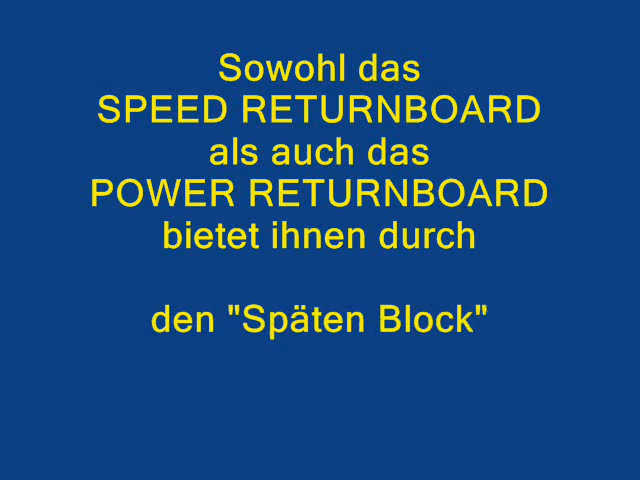 Sowohl das
SPEED RETURNBOARD
als auch das
POWER RETURNBOARD
bietet ihnen durch
den "Späten Block"